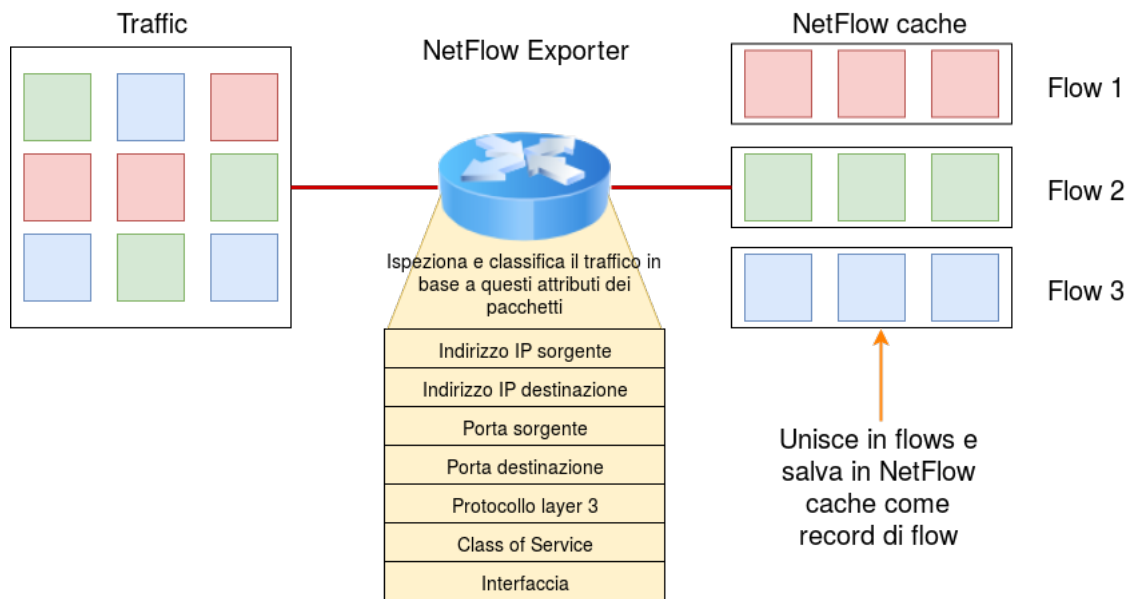 Traffic
NetFlow Exporter
NetFlow cache
Flow 1
Flow 2
Flow 3
Ispeziona e classifica il traffico in
base a questi attributi dei
pacchetti
Indirizzo IP sorgente
Indirizzo IP destinazione
Porta sorgente
Porta destinazione
Protocollo layer 3
Class of Service
Interfaccia
Unisce in flows e
salva in NetFlow
cache come
record di flow